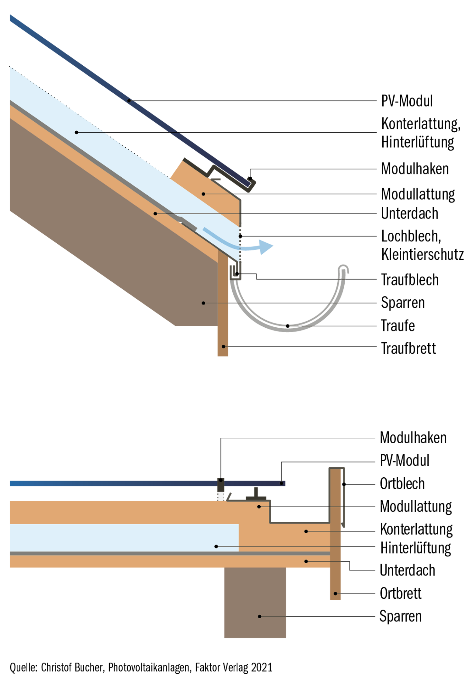 PV-Modul
Konterlattung,
Hinterlüftung
Modulhaken
Modullattung
Unterdach
Lochblech,
Kleintierschutz
Traufblech
Sparren
Traufe
Traufbrett
Modulhaken
PV-Modul
Ortblech
Modullattung
Konterlattung
Hinterlüftung
Unterdach
Ortbrett
Sparren
Quelle: Christof Bucher, Photovoltaikanlagen, Faktor Verlag 2021